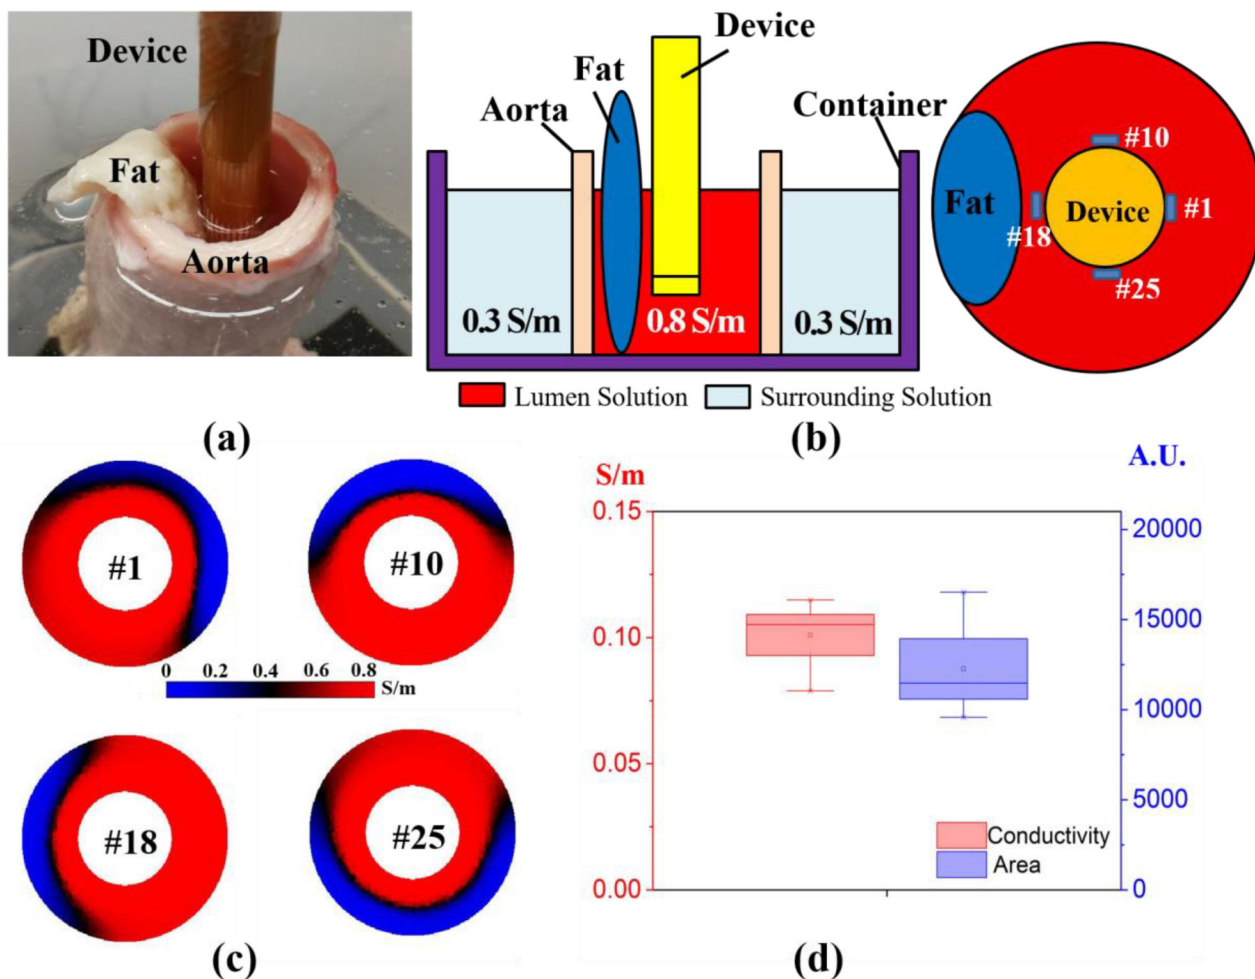 Device
Fat
Aorta
(a)
Device
Fat
Aorta
Container
0.3 S/m
0.8 S/m
0.3 S/m
Lumen Solution
Surrounding Solution
#10
Fat
Device
#1
#18
#25
(b)
#1
#10
0 0.2 0.4 0.6 0.8
S/m
#18
#25
(c)
S/m
A.U.
0.15
0.10
0.05
0.00
20000
15000
10000
5000
0
Conductivity
Area
(d)